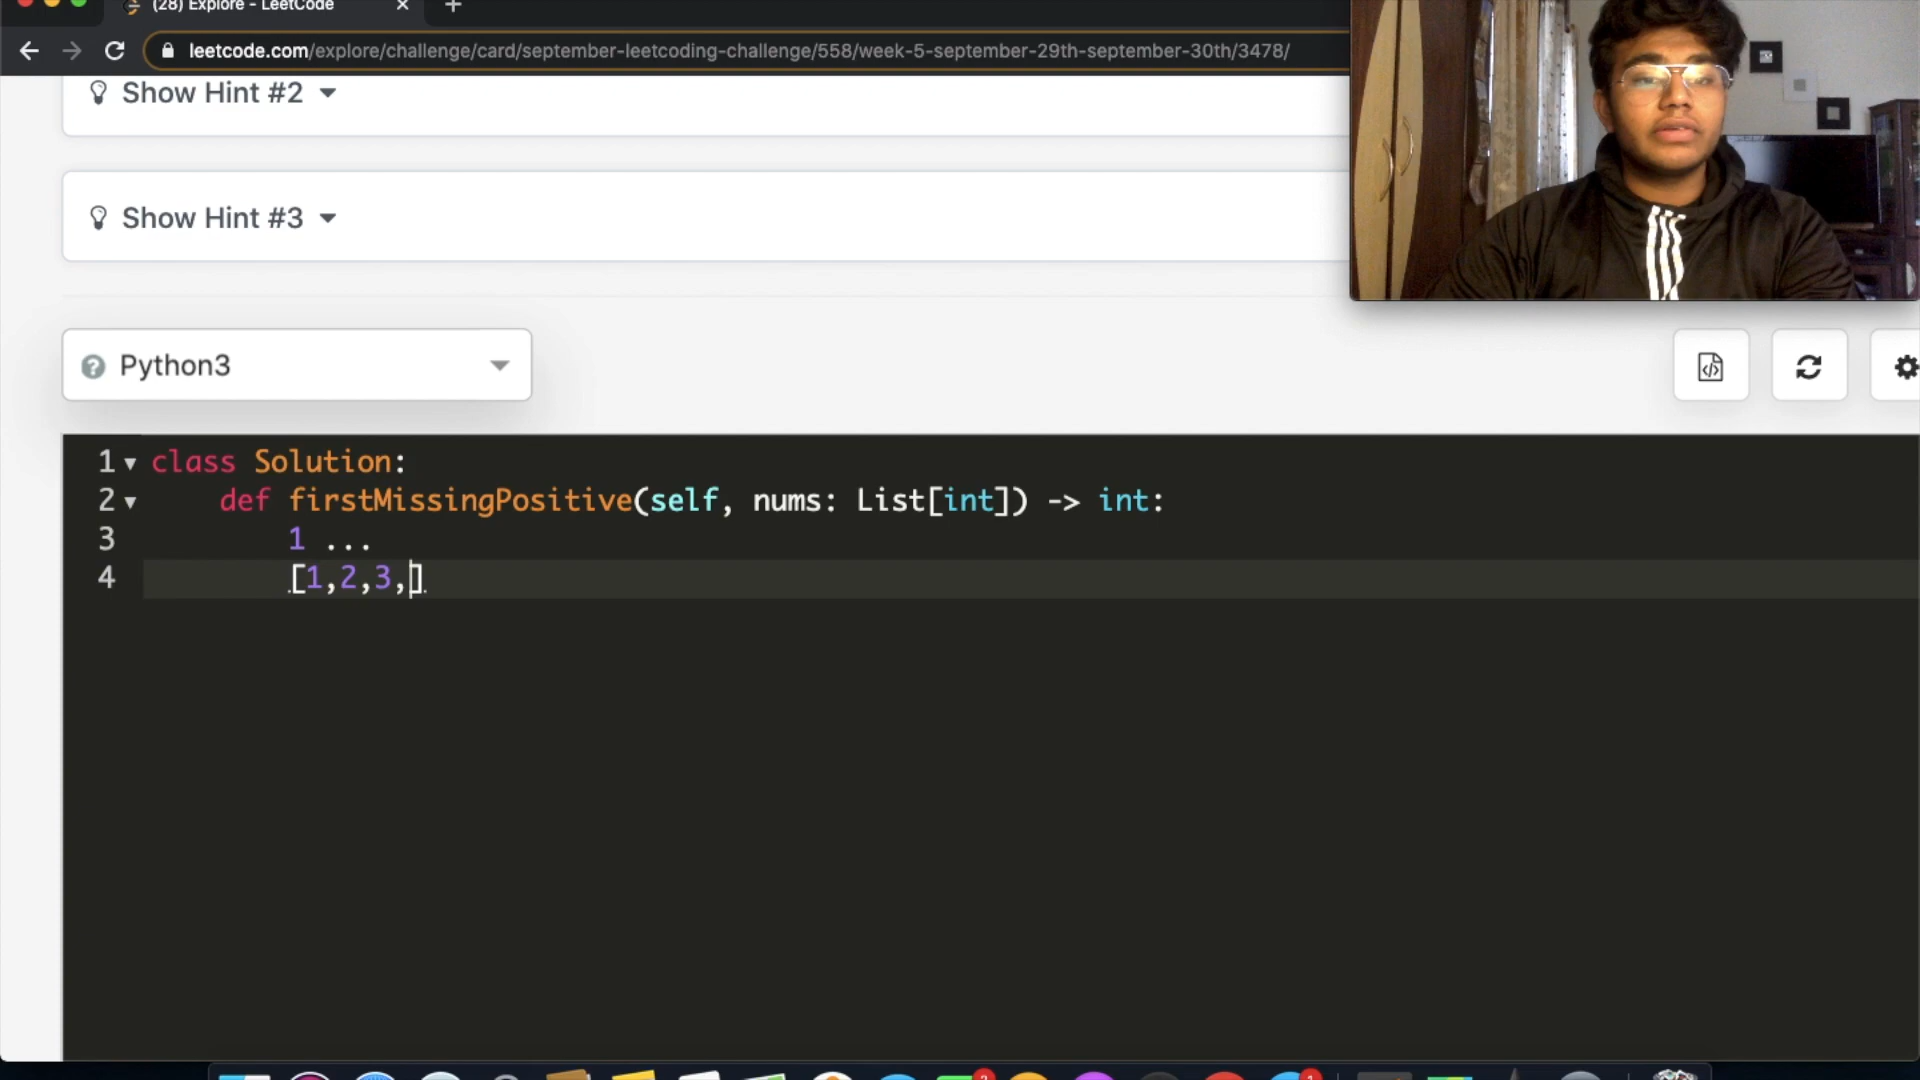 (28) Explore - LeetCode
leetcode.com/explore/challenge/card/september-leetcoding-challenge/558/week-5-september-29th-september-30th/3478/
Show Hint #2
Show Hint #3
Python3
1 class Solution:
2 def firstMissingPositive(self, nums: List[int]) -> int:
3 1 ...
4 [1,2,3,]